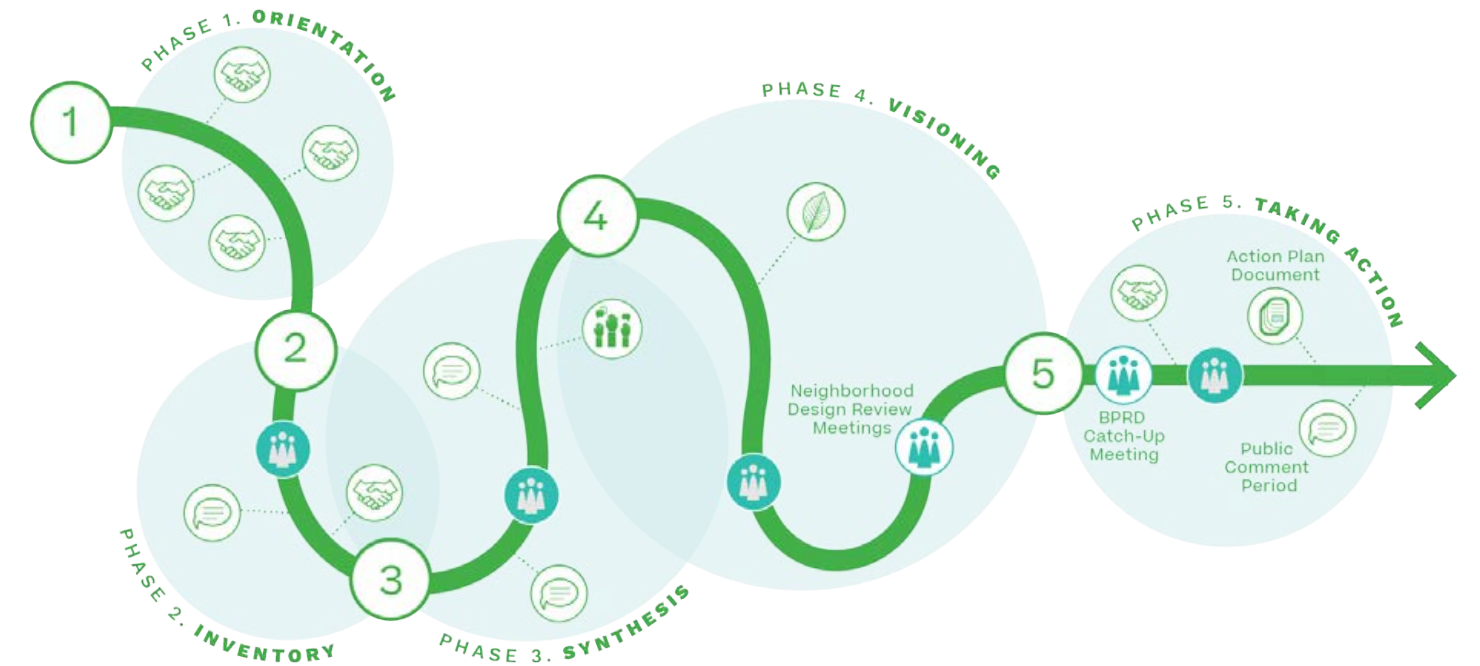 PHASE 1. ORIENTATION
1
2
PHASE 2. INVENTORY
3
PHASE 3. SYNTHESIS
4
PHASE 4. VISIONING
Neighborhood
Design Review
Meetings
5
PHASE 5. TAKING ACTION
BPRD
Catch-Up
Meeting
Action Plan
Document
Public
Comment
Period